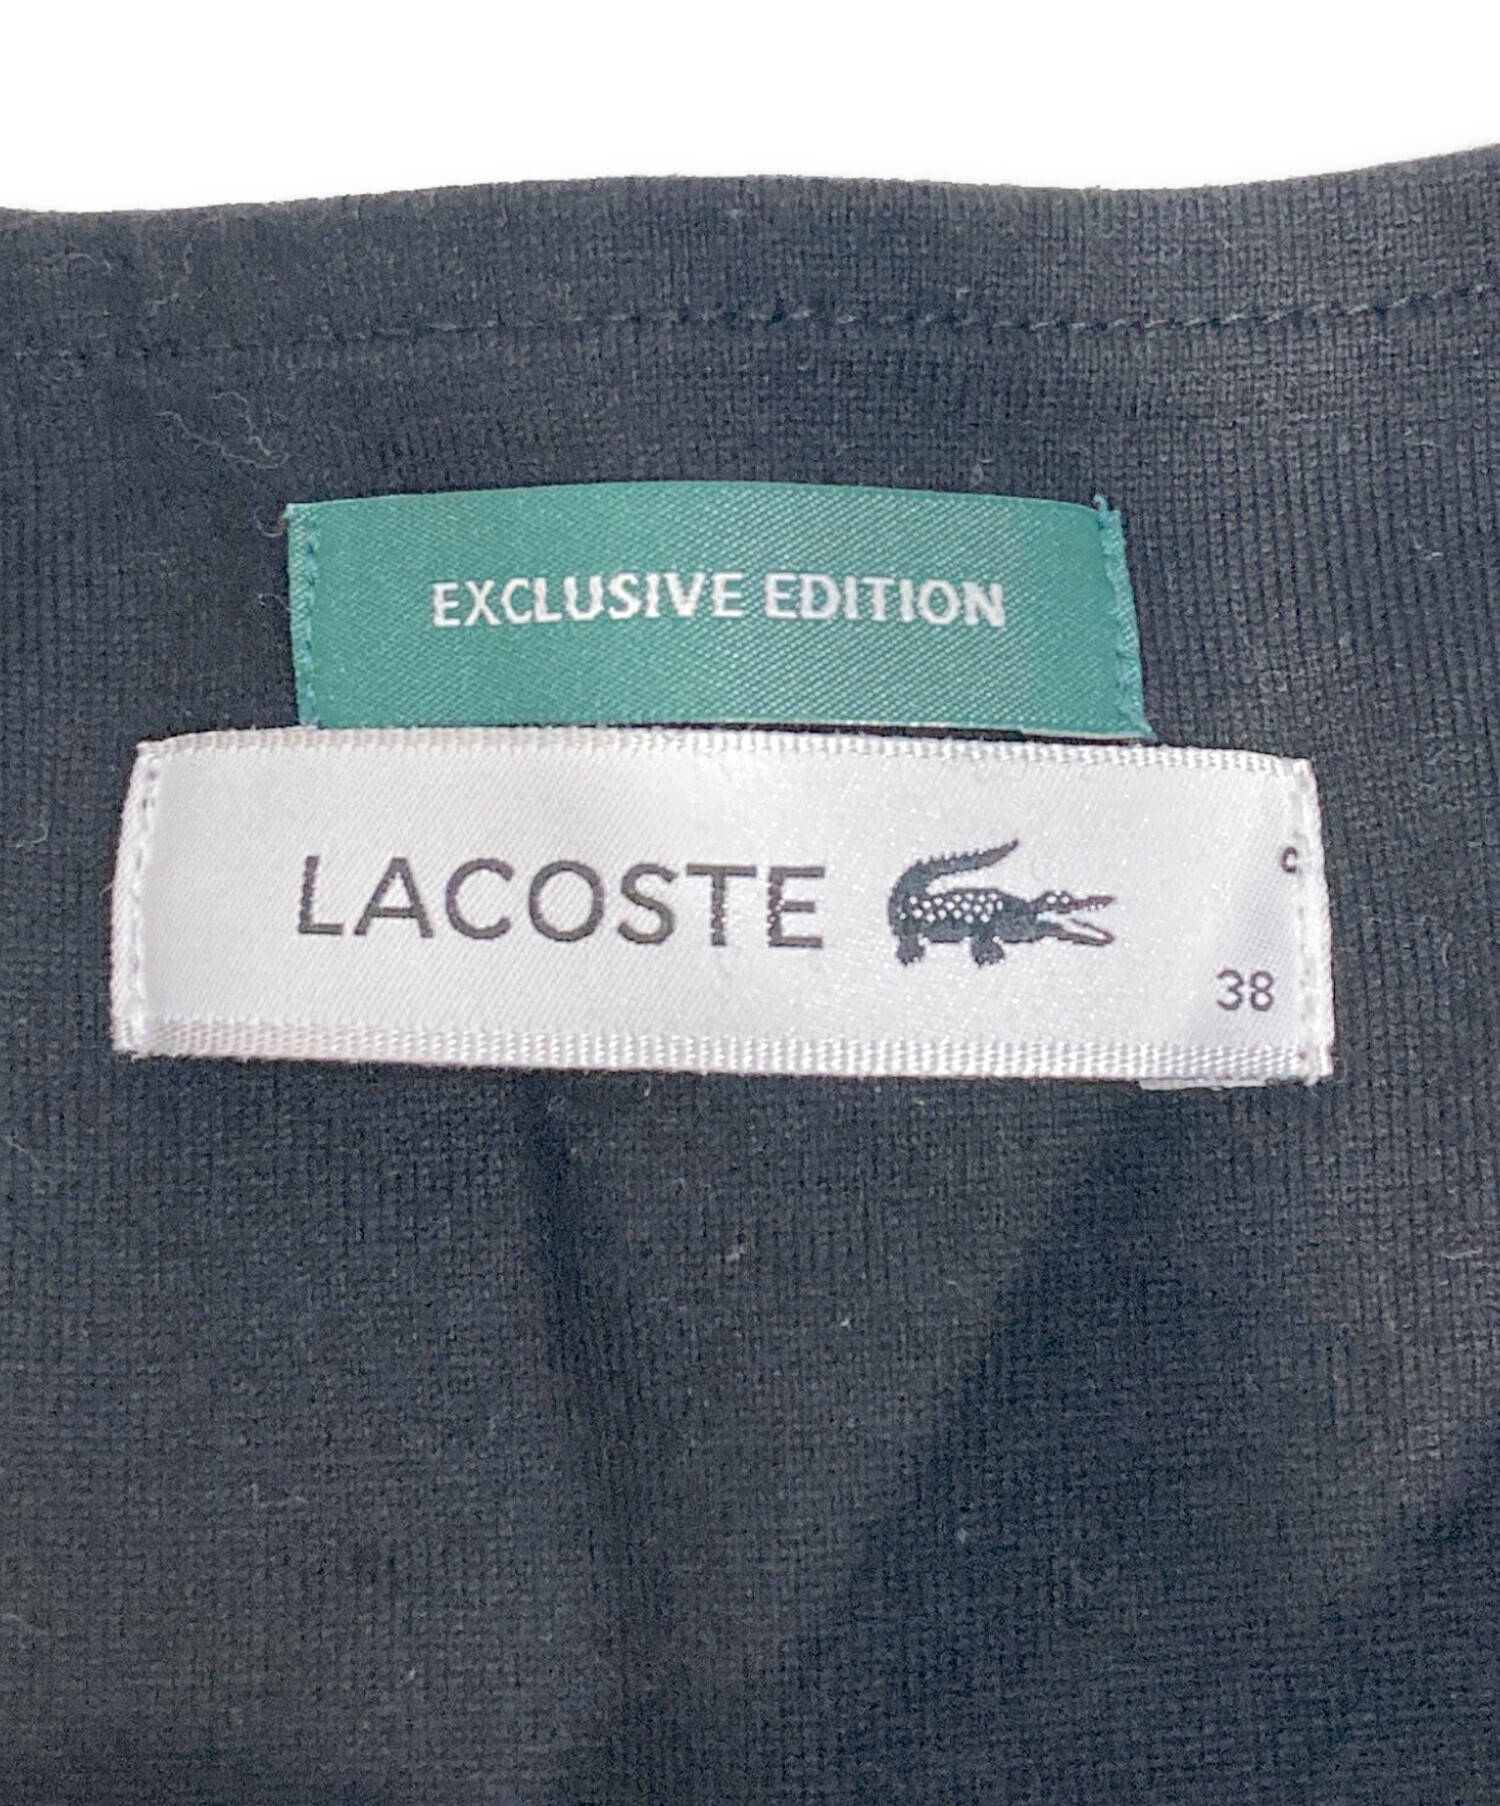 EXCLUSIVE EDITION
LACOSTE
38